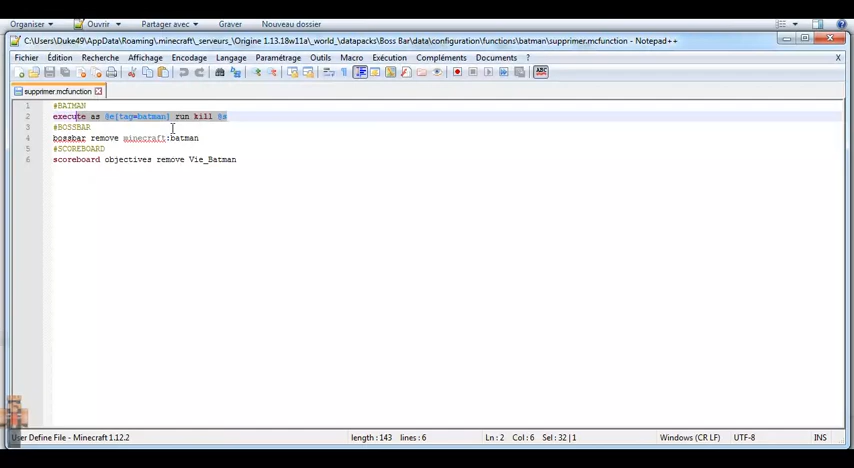 Organiser Ouvrir Partager avec Graver Nouveau dossier
C:\Users\Duke49\AppData\Roaming\.minecraft\_serveurs_\Origine 1.13.18w11a\_world_\datapacks\Boss Bar\data\configuration\functions\batman\supprimer.mcfunction - Notepad++
Fichier Édition Recherche Affichage Encodage Langage Paramétrage Outils Macro Exécution Compléments Documents X
ABC
supprimer.mcfunction
1 #BATMAN
2 execute as @e[tag=batman] run kill @s
3 #BOSSBAR
4 bossbar remove minecraft:batman
5 #SCOREBOARD
6 scoreboard objectives remove Vie_Batman
User Define File - Minecraft 1.12.2 length : 143 lines : 6 Ln : 2 Col : 6 Sel : 32 | 1 Windows (CR LF) UTF-8 INS